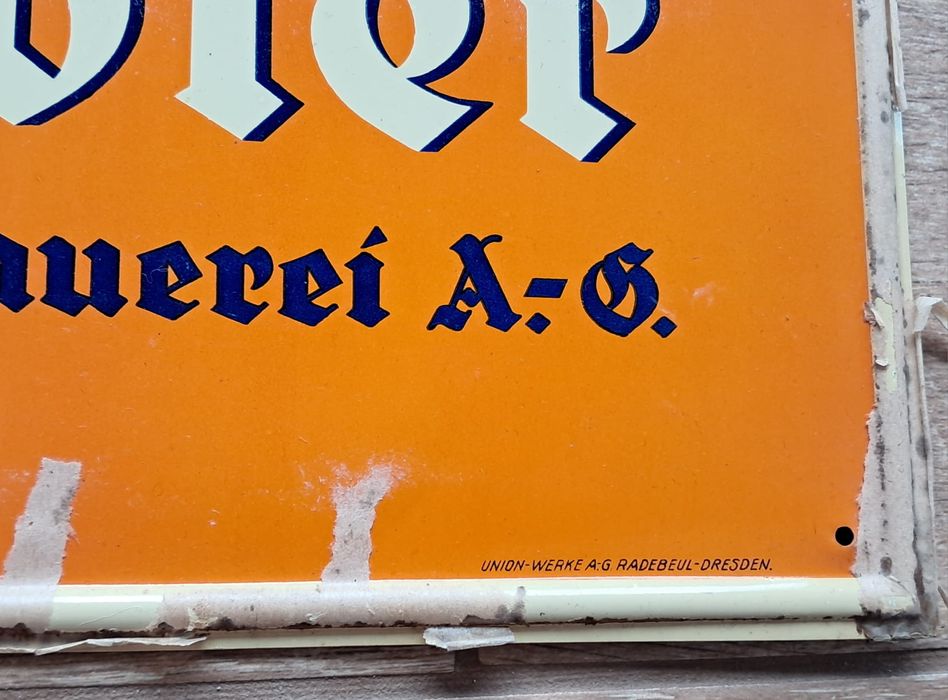 auerei A.-G.
UNION-WERKE A.-G. RADEBEUL-DRESDEN.